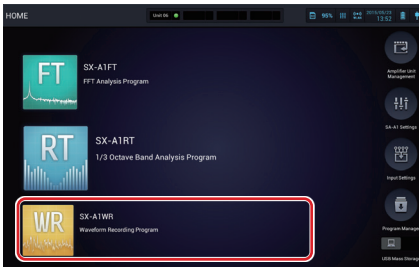 HOME
Unit 06
95%
2015/09/23
13:52
FT
SX-A1FT
FFT Analysis Program
RT
SX-A1RT
1/3 Octave Band Analysis Program
WR
SX-A1WR
Waveform Recording Program
Amplifier Unit
Management
SA-A1 Settings
Input Settings
Program Manage
USB Mass Storag